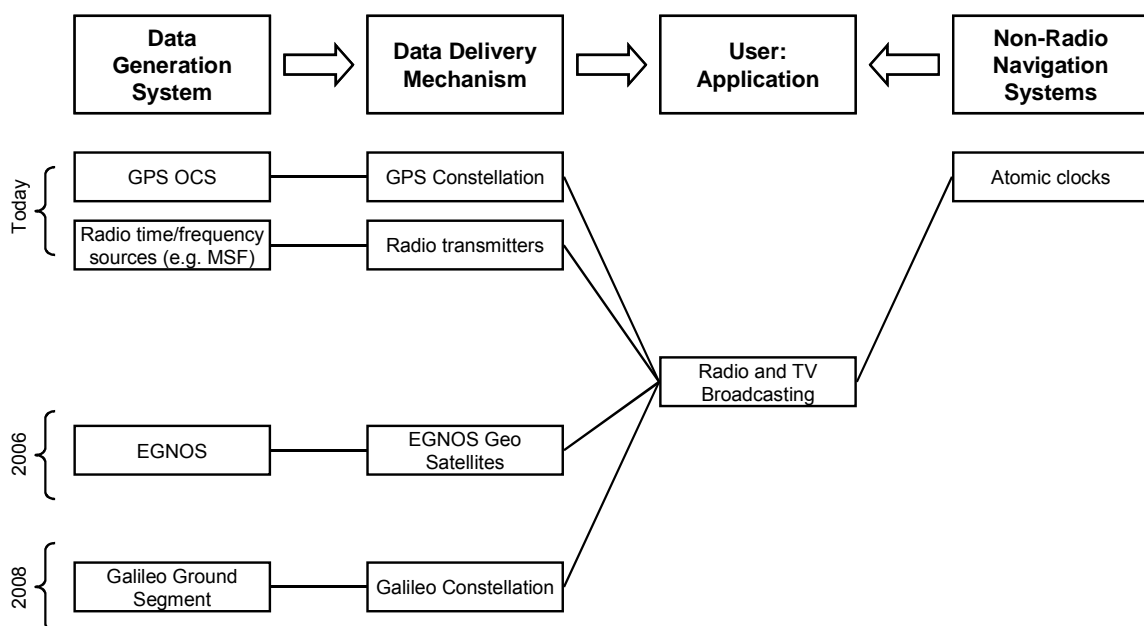 Data
Generation
System
Data Delivery
Mechanism
User:
Application
Non-Radio
Navigation
Systems
Today
GPS OCS
GPS Constellation
Atomic clocks
Radio time/frequency
sources (e.g. MSF)
Radio transmitters
Radio and TV
Broadcasting
2006
EGNOS
EGNOS Geo
Satellites
2008
Galileo Ground
Segment
Galileo Constellation